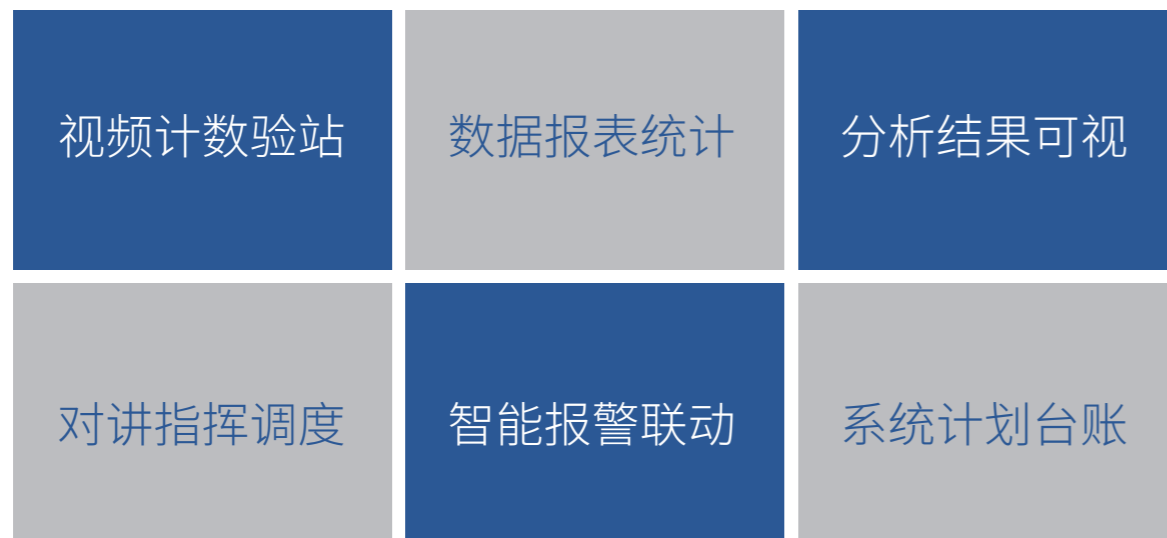 视频计数验站
数据报表统计
分析结果可视
对讲指挥调度
智能报警联动
系统计划台账